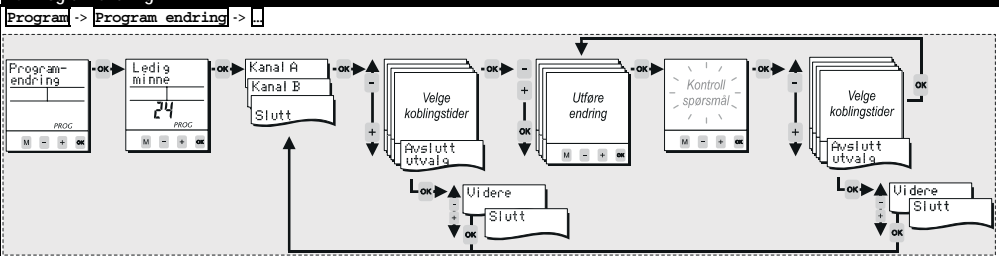 Program -> Program endring -> …
Program-
endring
PROG
M - + OK
OK
Ledig
minne
24
PROG
M - + OK
OK
Kanal A
Kanal B
Slutt
OK
-
+
Velge
koblingstider
Avslutt
utvalg
OK
-
+
OK
Videre
Slutt
OK
-
+
OK
Utføre
endring
M - + OK
OK
Kontroll
spørsmål
M - + OK
OK
-
+
Velge
koblingstider
Avslutt
utvalg
OK
OK
-
+
OK
Videre
Slutt